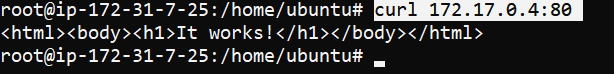 root@ip-172-31-7-25:/home/ubuntu# curl 172.17.0.4:80
<html><body><h1>It works!</h1></body></html>
root@ip-172-31-7-25:/home/ubuntu#